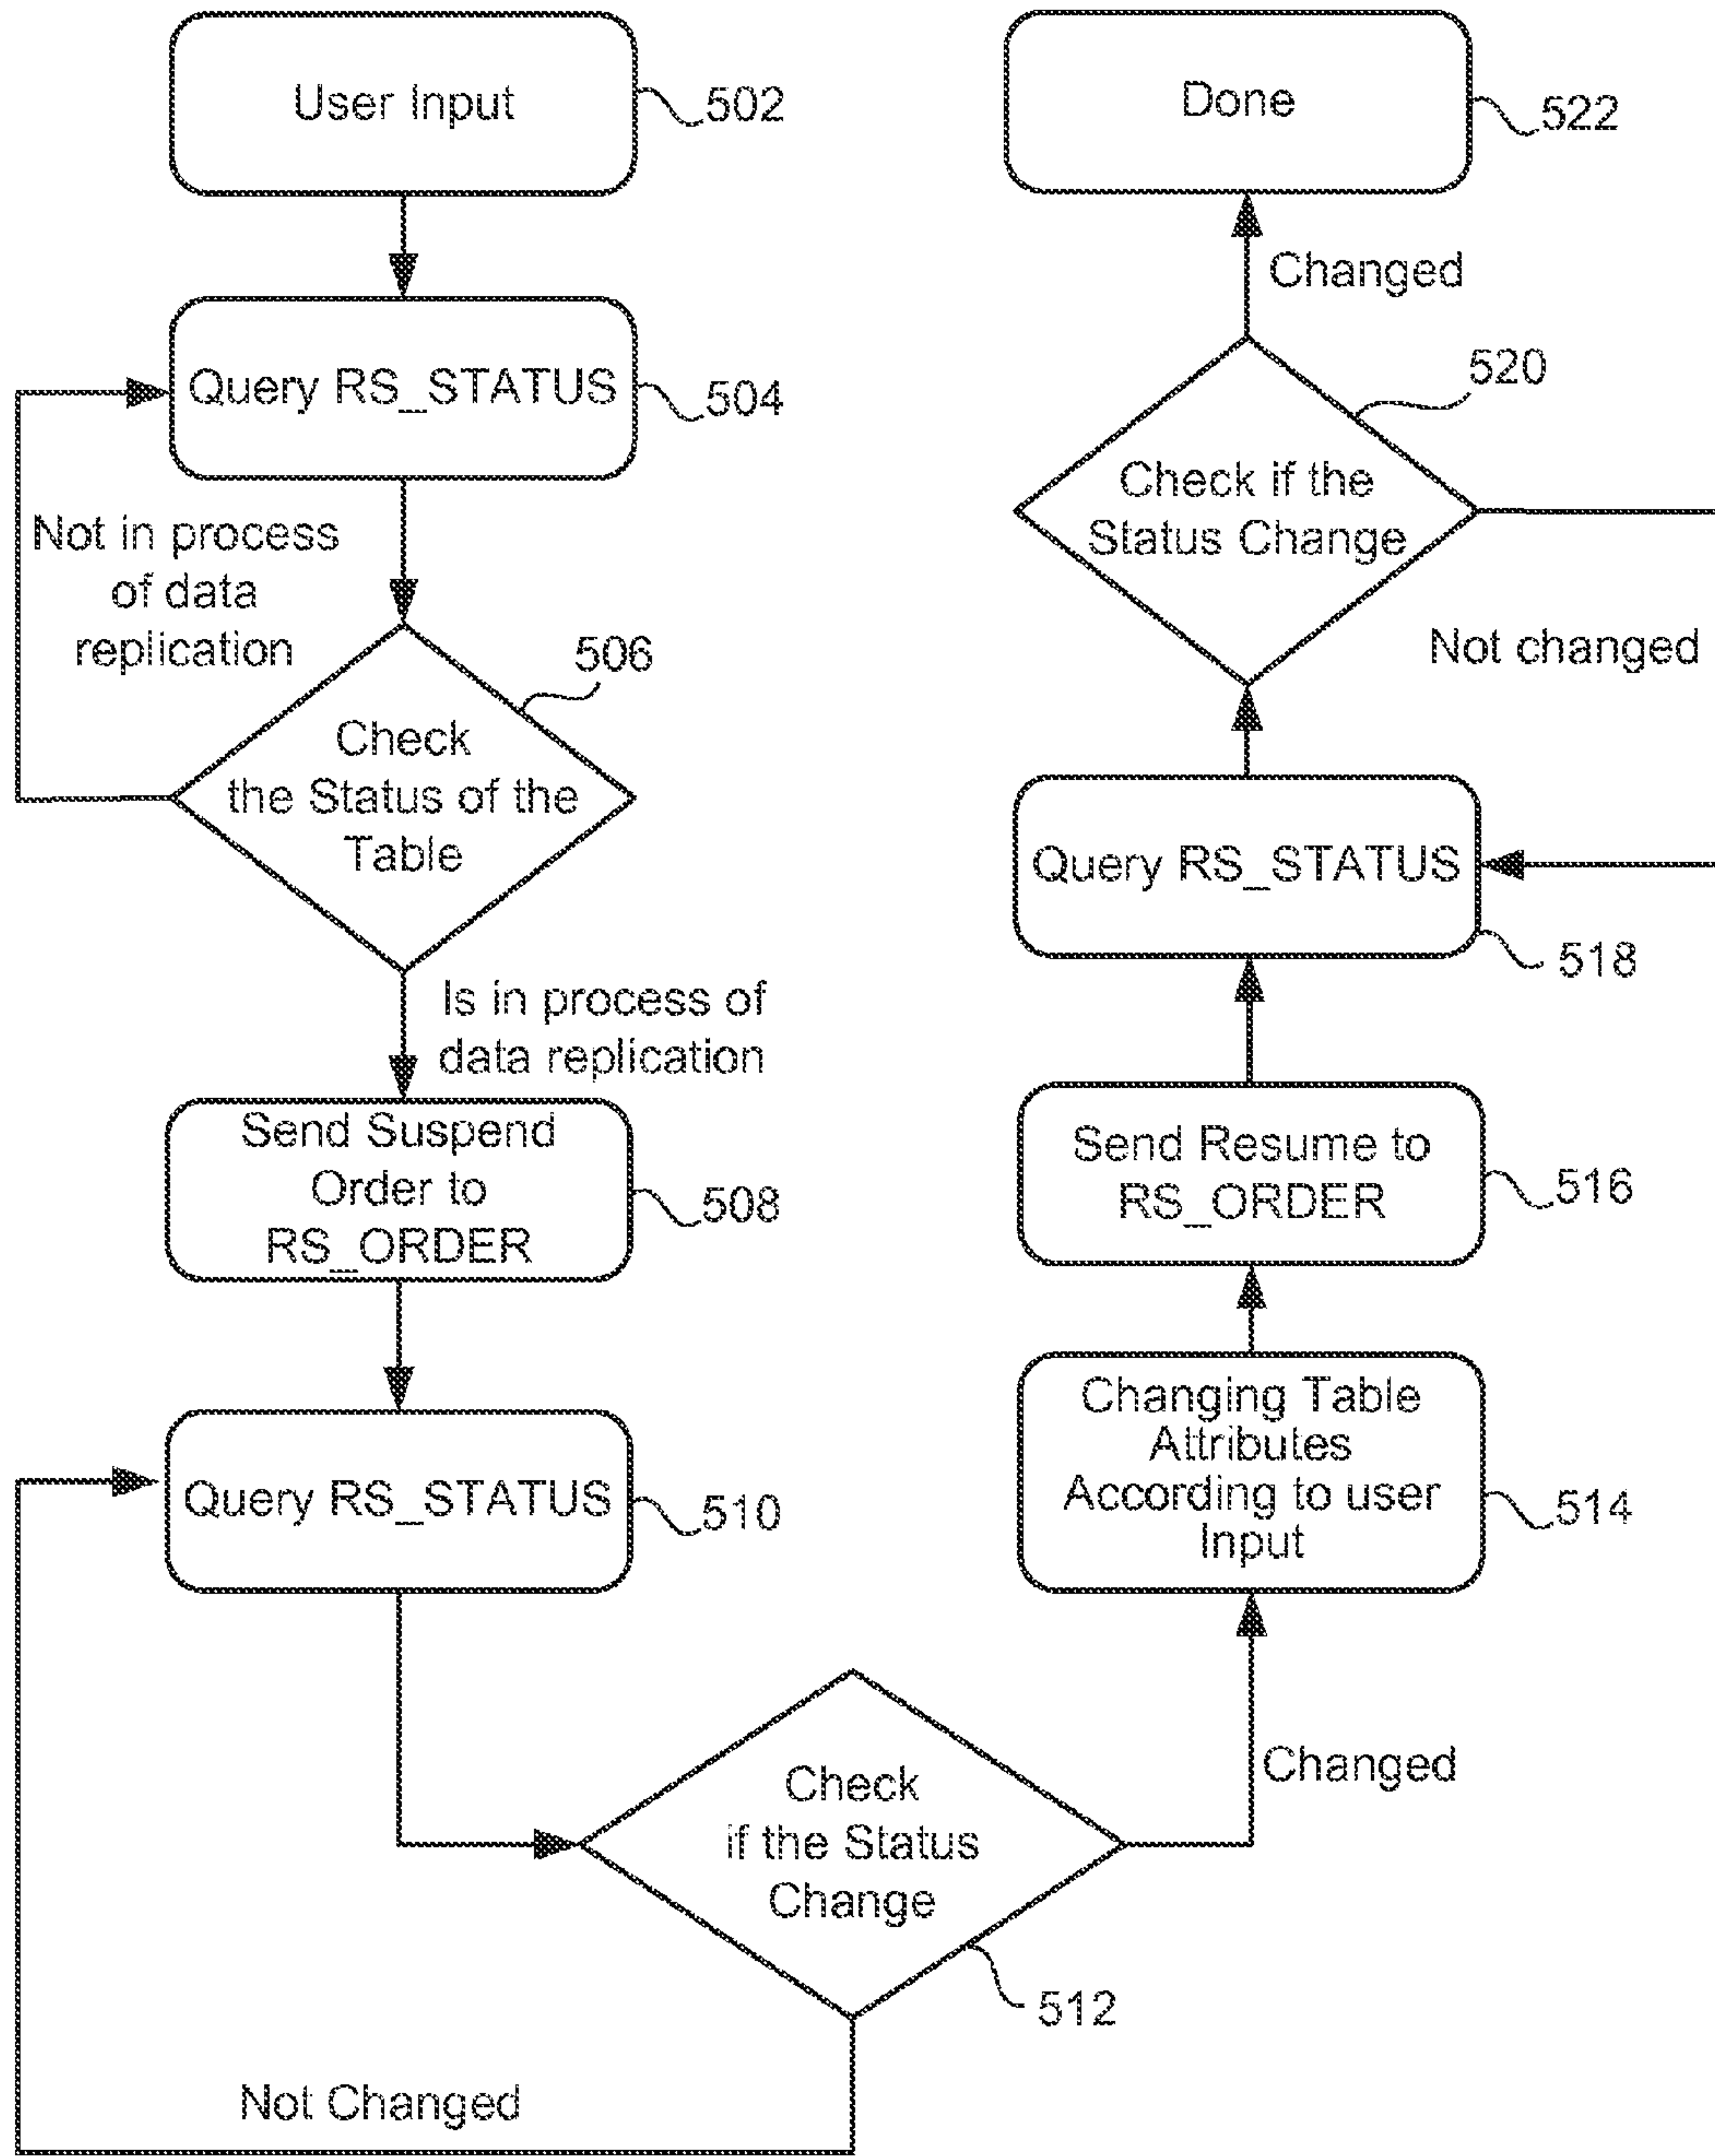 User Input
502
Query RS_STATUS
504
Not in process
of data
replication
506
Check
the Status of the
Table
Is in process of
data replication
Send Suspend
Order to
RS_ORDER
508
Query RS_STATUS
510
Check
if the Status
Change
512
Not Changed
Changed
Changing Table
Attributes
According to user
Input
514
Send Resume to
RS_ORDER
516
Query RS_STATUS
518
Check if the
Status Change
520
Not changed
Changed
Done
522